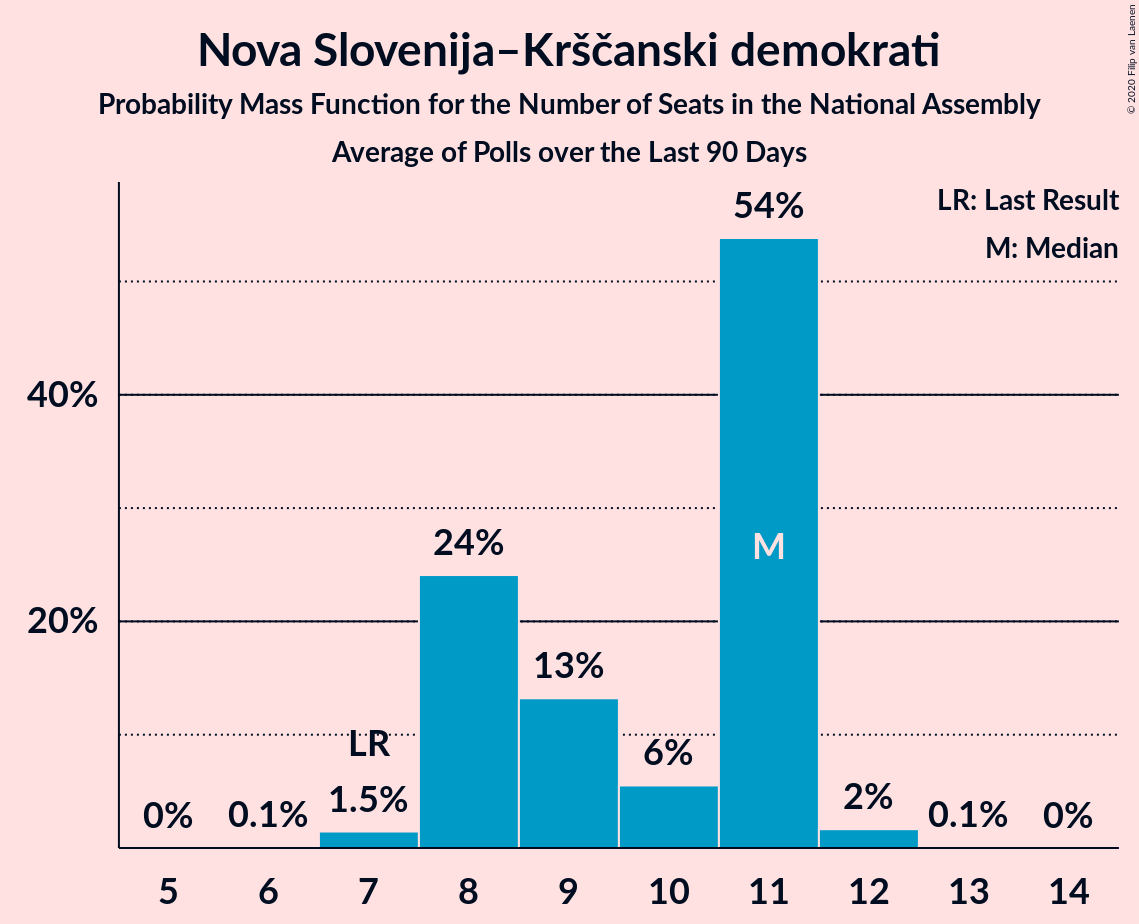 Nova Slovenija–Krščanski demokrati
Probability Mass Function for the Number of Seats in the National Assembly
Average of Polls over the Last 90 Days
© 2020 Filip van Laenen
LR: Last Result
M: Median
54%
40%
24%
M
20%
13%
LR
6%
0%
0.1%
1.5%
2%
0.1%
0%
5 6 7 8 9 10 11 12 13 14